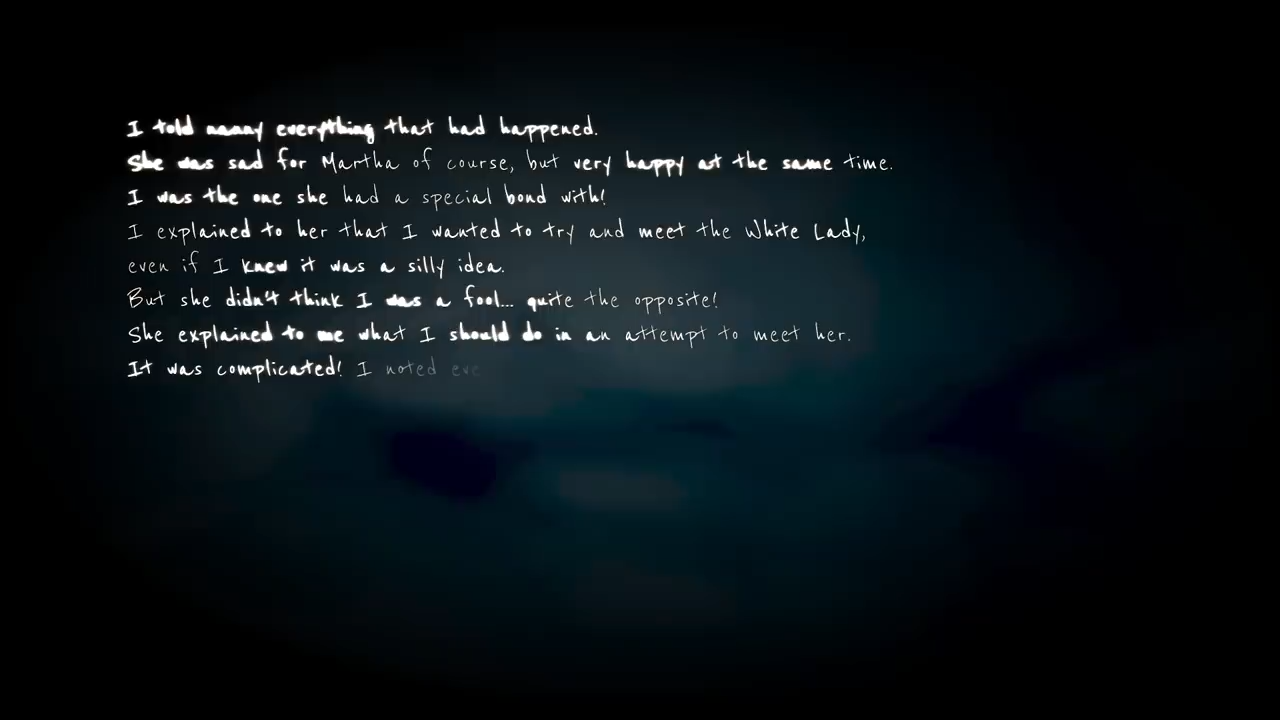 I told nanny everything that had happened.
She was sad for Martha of course, but very happy at the same time.
I was the one she had a special bond with!
I explained to her that I wanted to try and meet the White Lady,
even if I knew it was a silly idea.
But she didn't think I was a fool... quite the opposite!
She explained to me what I should do in an attempt to meet her.
It was complicated! I noted eve